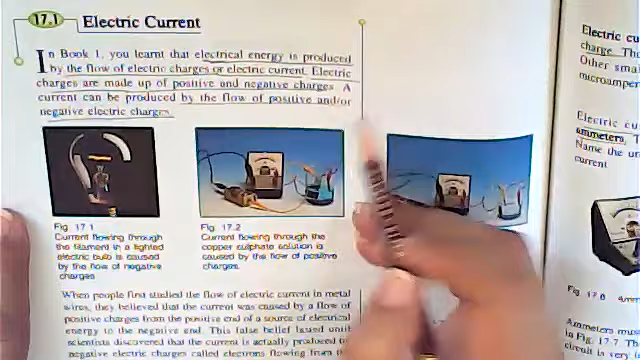 17.1 Electric Current
In Book 1, you learnt that electrical energy is produced
by the flow of electric charges or electric current. Electric
charges are made up of positive and negative charges. A
current can be produced by the flow of positive and/or
negative electric charges.
Fig 17.1
Current flowing through
the filament in a lighted
electric bulb is caused
by the flow of negative
charges
Fig 17.2
Current flowing through the
copper sulphate solution is
caused by the flow of positive
charges.
When people first studied the flow of electric current in metal
wires, they believed that the current was caused by a flow of
positive charges from the positive end of a source of electrical
energy to the negative end. This false belief lasted until
scientists discovered that the current is actually produced
negative electric charges called electrons flowing from
Electric cu
charge. The
Other smal
microamper
Electric cu
ammeters. T
Name the un
current
Fig 17.6 Amm
Ammeters mus
in Fig. 17.7 Th
circuit is very